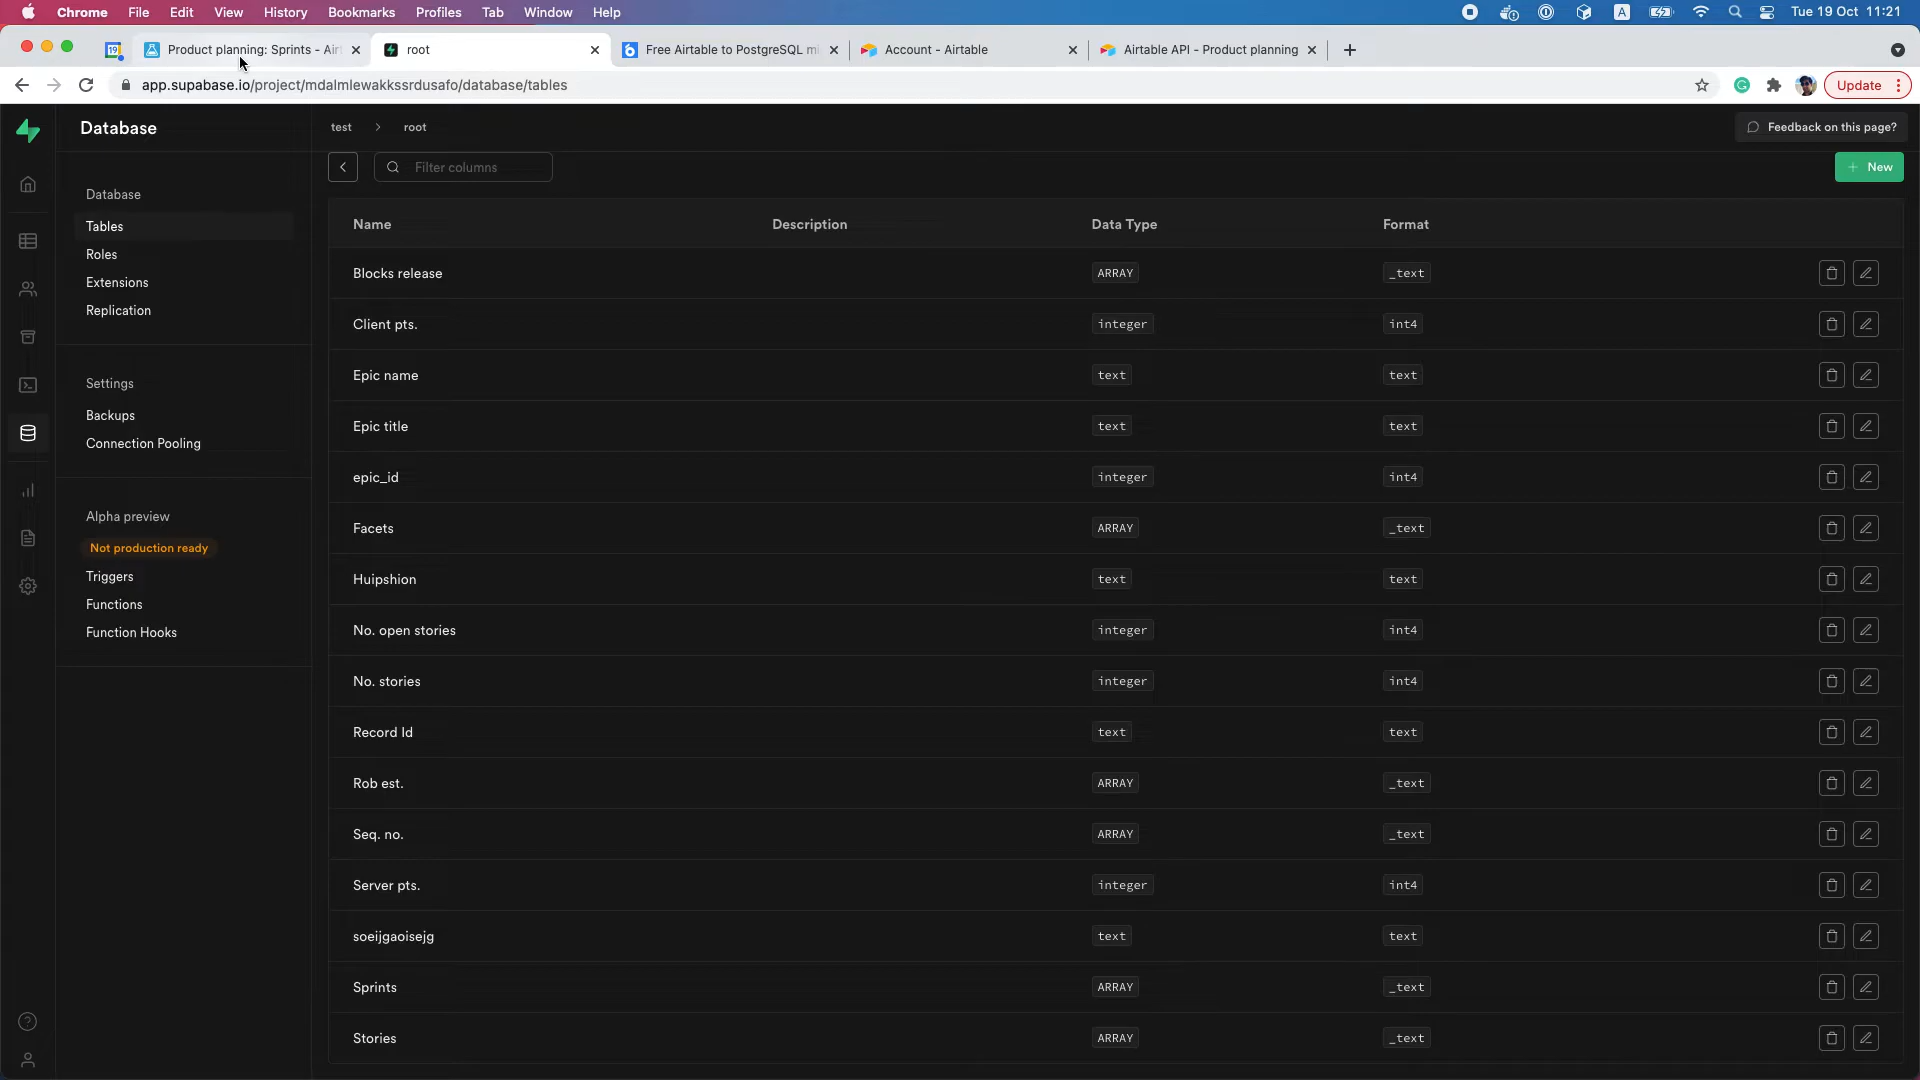 Chrome File Edit View History Bookmarks Profiles Tab Window Help A Tue 19 Oct 11:21
19 Product planning: Sprints - Air root Free Airtable to PostgreSQL mi Account - Airtable Airtable API - Product planning
app.supabase.io/project/mdalmlewakkssrdusafo/database/tables Update
Database test > root Feedback on this page?
Filter columns + New
Database
Tables
Roles
Extensions
Replication
Settings
Backups
Connection Pooling
Alpha preview
Not production ready
Triggers
Functions
Function Hooks
Name Description Data Type Format
Blocks release ARRAY _text
Client pts. integer int4
Epic name text text
Epic title text text
epic_id integer int4
Facets ARRAY _text
Huipshion text text
No. open stories integer int4
No. stories integer int4
Record Id text text
Rob est. ARRAY _text
Seq. no. ARRAY _text
Server pts. integer int4
soeijgaoisejg text text
Sprints ARRAY _text
Stories ARRAY _text